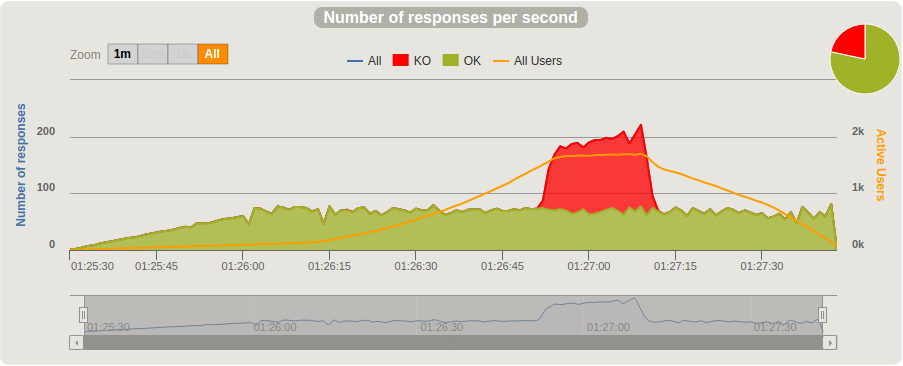 Number of responses per second
Zoom 1m 10m 1h All
All KO OK All Users
Number of responses
200
100
0
Active Users
2k
1k
0k
01:25:30 01:25:45 01:26:00 01:26:15 01:26:30 01:26:45 01:27:00 01:27:15 01:27:30
01:25:30 01:26:00 01:26:30 01:27:00 01:27:30